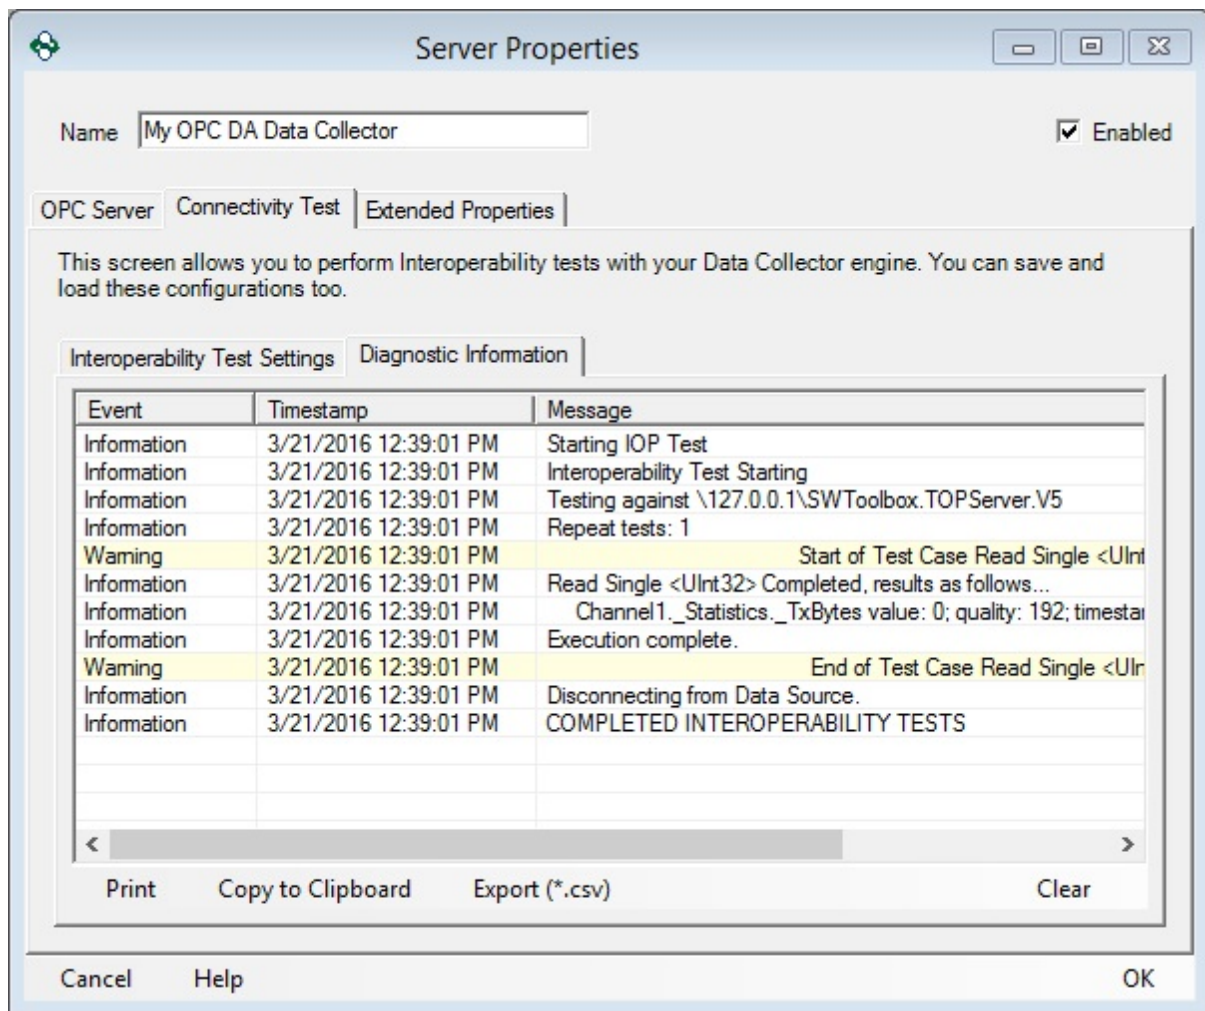 Server Properties
Name My OPC DA Data Collector Enabled
OPC Server Connectivity Test Extended Properties
This screen allows you to perform Interoperability tests with your Data Collector engine. You can save and
load these configurations too.
Interoperability Test Settings Diagnostic Information
Event Timestamp Message
Information 3/21/2016 12:39:01 PM Starting IOP Test
Information 3/21/2016 12:39:01 PM Interoperability Test Starting
Information 3/21/2016 12:39:01 PM Testing against \127.0.0.1\SWToolbox.TOPServer.V5
Information 3/21/2016 12:39:01 PM Repeat tests: 1
Warning 3/21/2016 12:39:01 PM Start of Test Case Read Single <UInt
Information 3/21/2016 12:39:01 PM Read Single <UInt32> Completed, results as follows...
Information 3/21/2016 12:39:01 PM Channel1._Statistics._TxBytes value: 0; quality: 192; timestar
Information 3/21/2016 12:39:01 PM Execution complete.
Warning 3/21/2016 12:39:01 PM End of Test Case Read Single <UIn
Information 3/21/2016 12:39:01 PM Disconnecting from Data Source.
Information 3/21/2016 12:39:01 PM COMPLETED INTEROPERABILITY TESTS
Print Copy to Clipboard Export (*.csv) Clear
Cancel Help OK